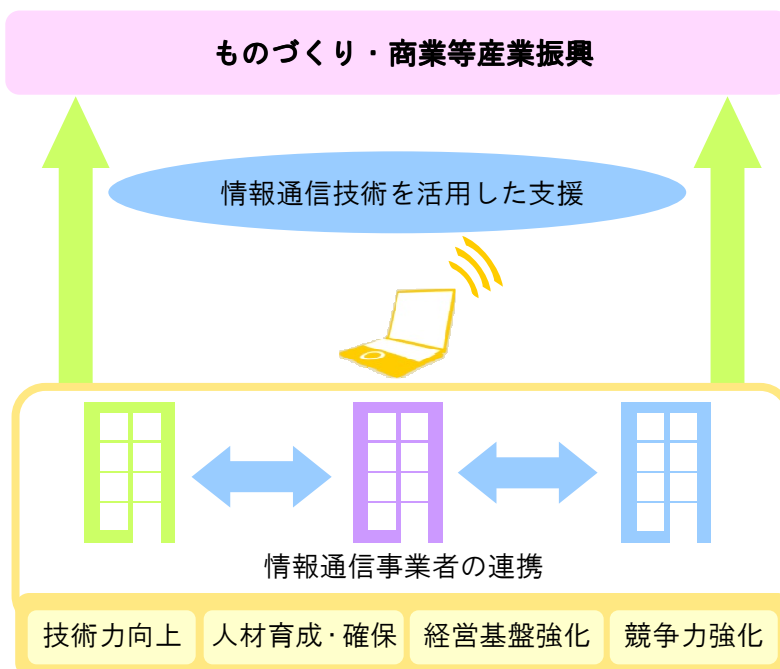 ものづくり・商業等産業振興
情報通信技術を活用した支援
情報通信事業者の連携
技術力向上
人材育成・確保
経営基盤強化
競争力強化